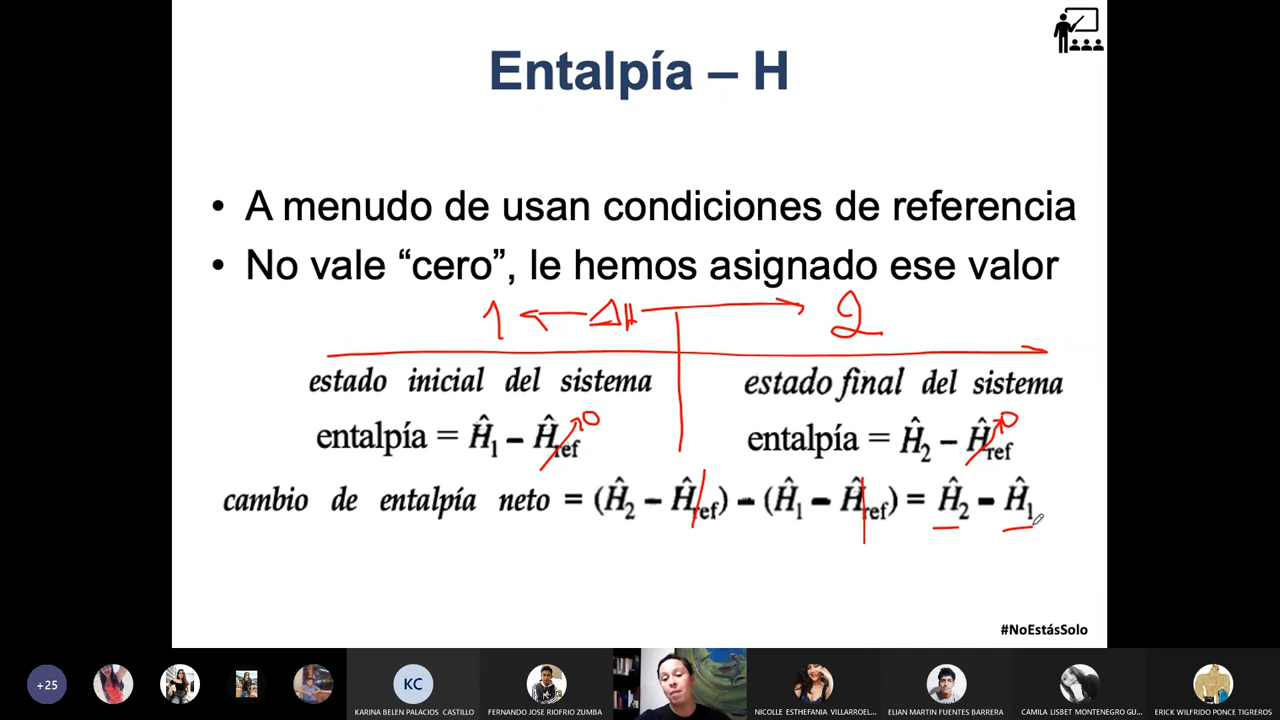 Entalpía – H
• A menudo de usan condiciones de referencia
• No vale “cero”, le hemos asignado ese valor
1 ← ΔH → 2
estado inicial del sistema
estado final del sistema
entalpía = Ĥ₁ – Ĥref 0
entalpía = Ĥ₂ – Ĥref 0
cambio de entalpía neto = (Ĥ₂ – Ĥref) – (Ĥ₁ – Ĥref) = Ĥ₂ – Ĥ₁
#NoEstásSolo
+25
KC
KARINA BELEN PALACIOS CASTILLO
FERNANDO JOSE RIOFRIO ZUMBA
NICOLLE ESTHEFANIA VILLARROEL...
ELIAN MARTIN FUENTES BARRERA
CAMILA LISBET MONTENEGRO GU...
ERICK WILFRIDO PONCE TIGREROS